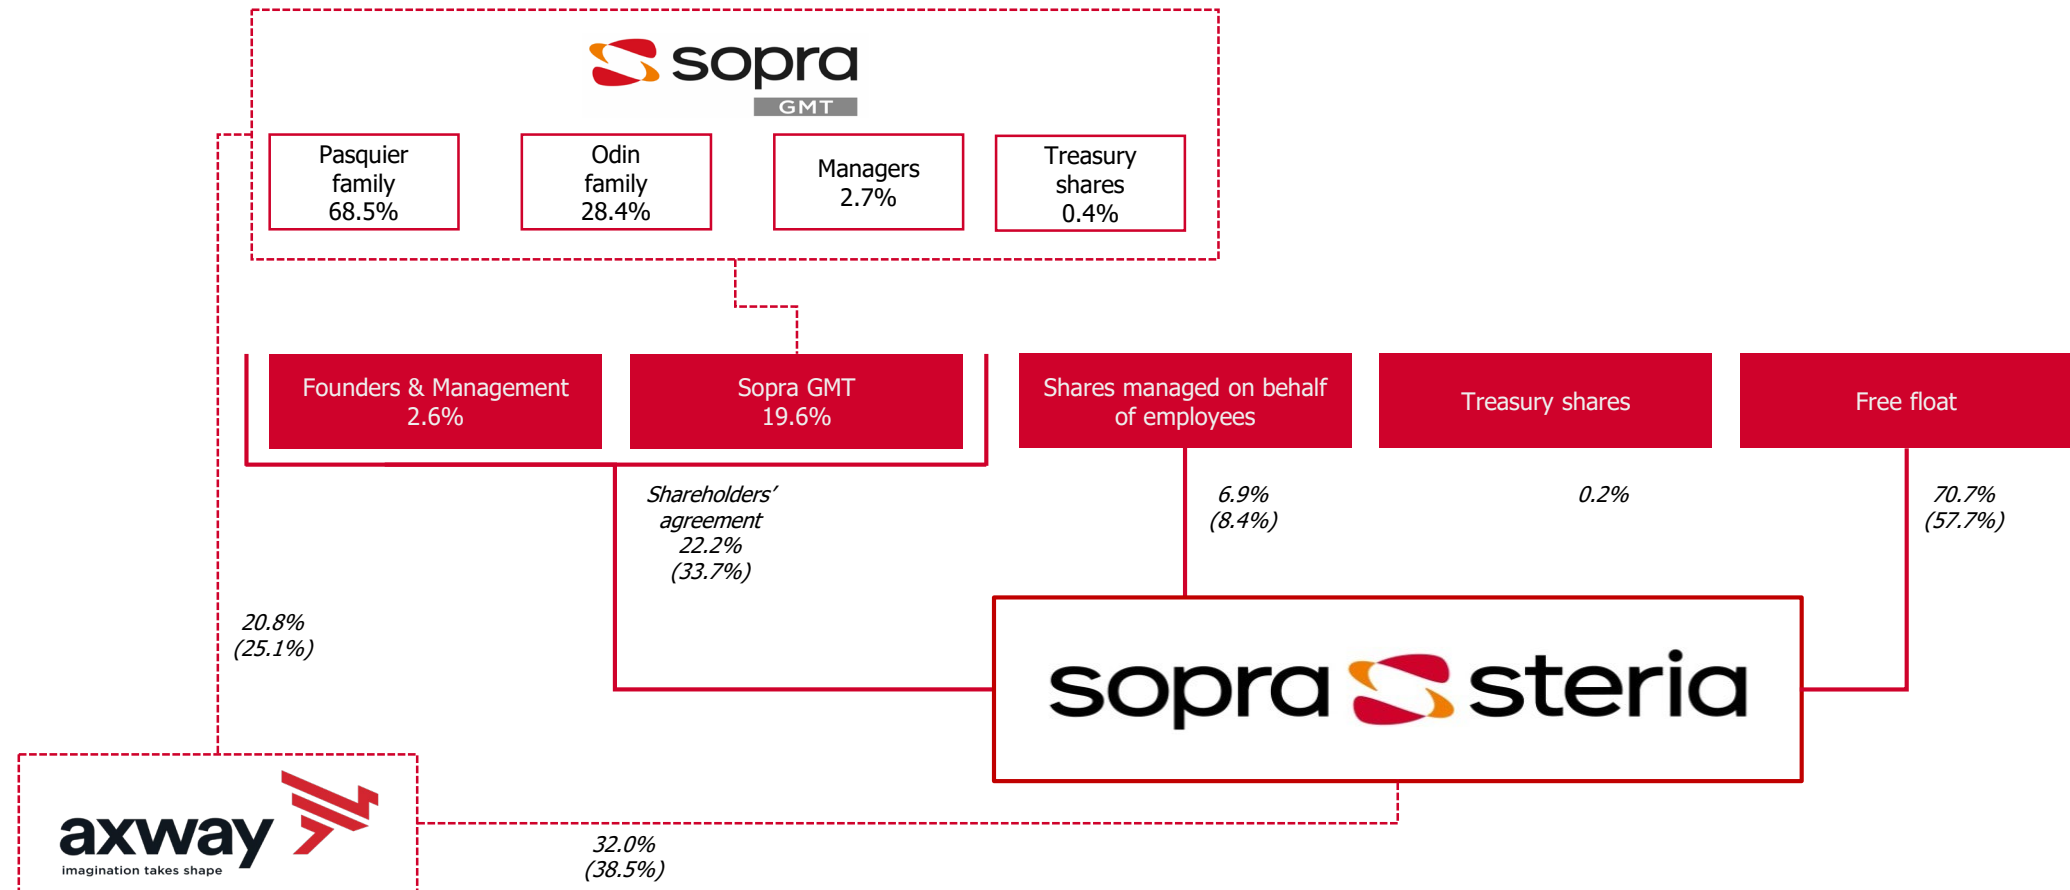 sopra
GMT
Pasquier
family
68.5%
Odin
family
28.4%
Managers
2.7%
Treasury
shares
0.4%
Founders & Management
2.6%
Sopra GMT
19.6%
Shares managed on behalf
of employees
Treasury shares
Free float
Shareholders’
agreement
22.2%
(33.7%)
6.9%
(8.4%)
0.2%
70.7%
(57.7%)
20.8%
(25.1%)
sopra steria
axway
imagination takes shape
32.0%
(38.5%)